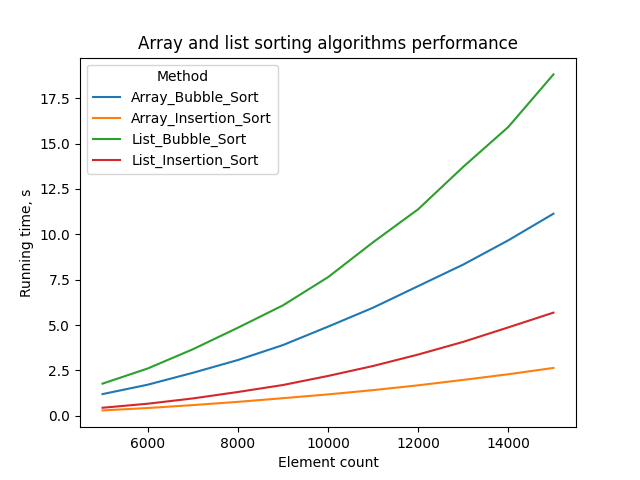 Array and list sorting algorithms performance
Method
Array_Bubble_Sort
Array_Insertion_Sort
List_Bubble_Sort
List_Insertion_Sort
17.5
15.0
12.5
10.0
7.5
5.0
2.5
0.0
Running time, s
6000
8000
10000
12000
14000
Element count